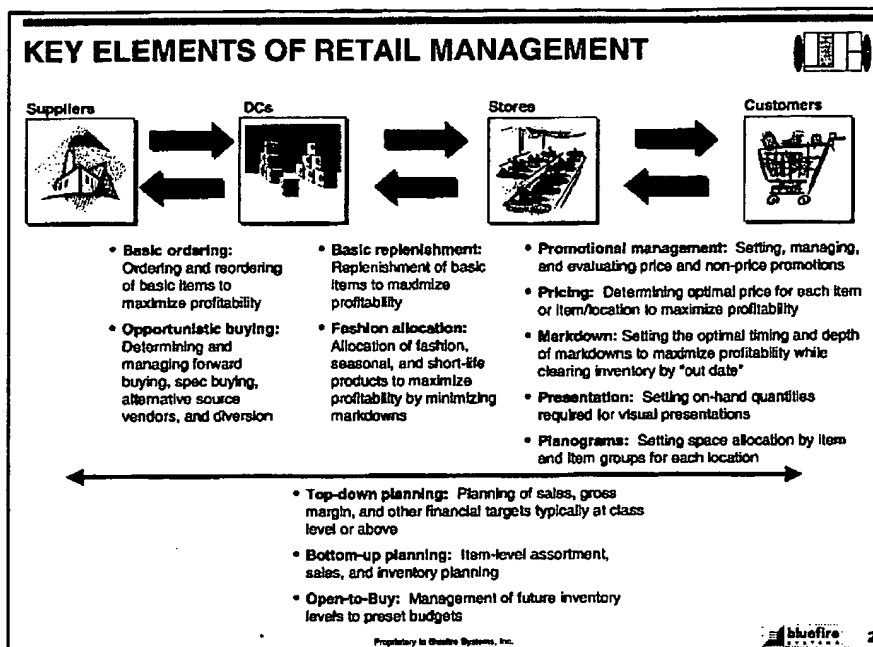 KEY ELEMENTS OF RETAIL MANAGEMENT
Suppliers
DCs
Stores
Customers
• Basic ordering:
Ordering and reordering
of basic items to
maximize profitability
• Opportunistic buying:
Determining and
managing forward
buying, spec buying,
alternative source
vendors, and diversion
• Basic replenishment:
Replenishment of basic
items to maximize
profitability
• Fashion allocation:
Allocation of fashion,
seasonal, and short-life
products to maximize
profitability by minimizing
markdowns
• Promotional management: Setting, managing,
and evaluating price and non-price promotions
• Pricing: Determining optimal price for each item
or item/location to maximize profitability
• Markdown: Setting the optimal timing and depth
of markdowns to maximize profitability while
clearing inventory by "out date"
• Presentation: Setting on-hand quantities
required for visual presentations
• Planograms: Setting space allocation by item
and item groups for each location
• Top-down planning: Planning of sales, gross
margin, and other financial targets typically at class
level or above
• Bottom-up planning: Item-level assortment,
sales, and inventory planning
• Open-to-Buy: Management of future inventory
levels to preset budgets
Proprietary to Bluefire Systems, Inc.
bluefire
SYSTEMS
2